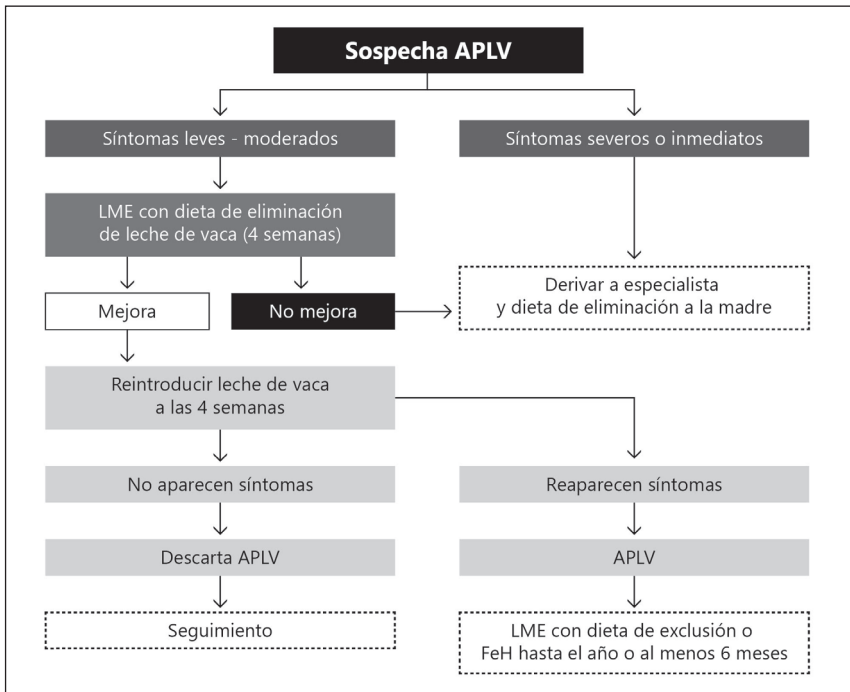 Sospecha APLV
Síntomas leves - moderados
Síntomas severos o inmediatos
LME con dieta de eliminación
de leche de vaca (4 semanas)
Mejora
No mejora
Derivar a especialista
y dieta de eliminación a la madre
Reintroducir leche de vaca
a las 4 semanas
No aparecen síntomas
Reaparecen síntomas
Descarta APLV
APLV
Seguimiento
LME con dieta de exclusión o
FeH hasta el año o al menos 6 meses